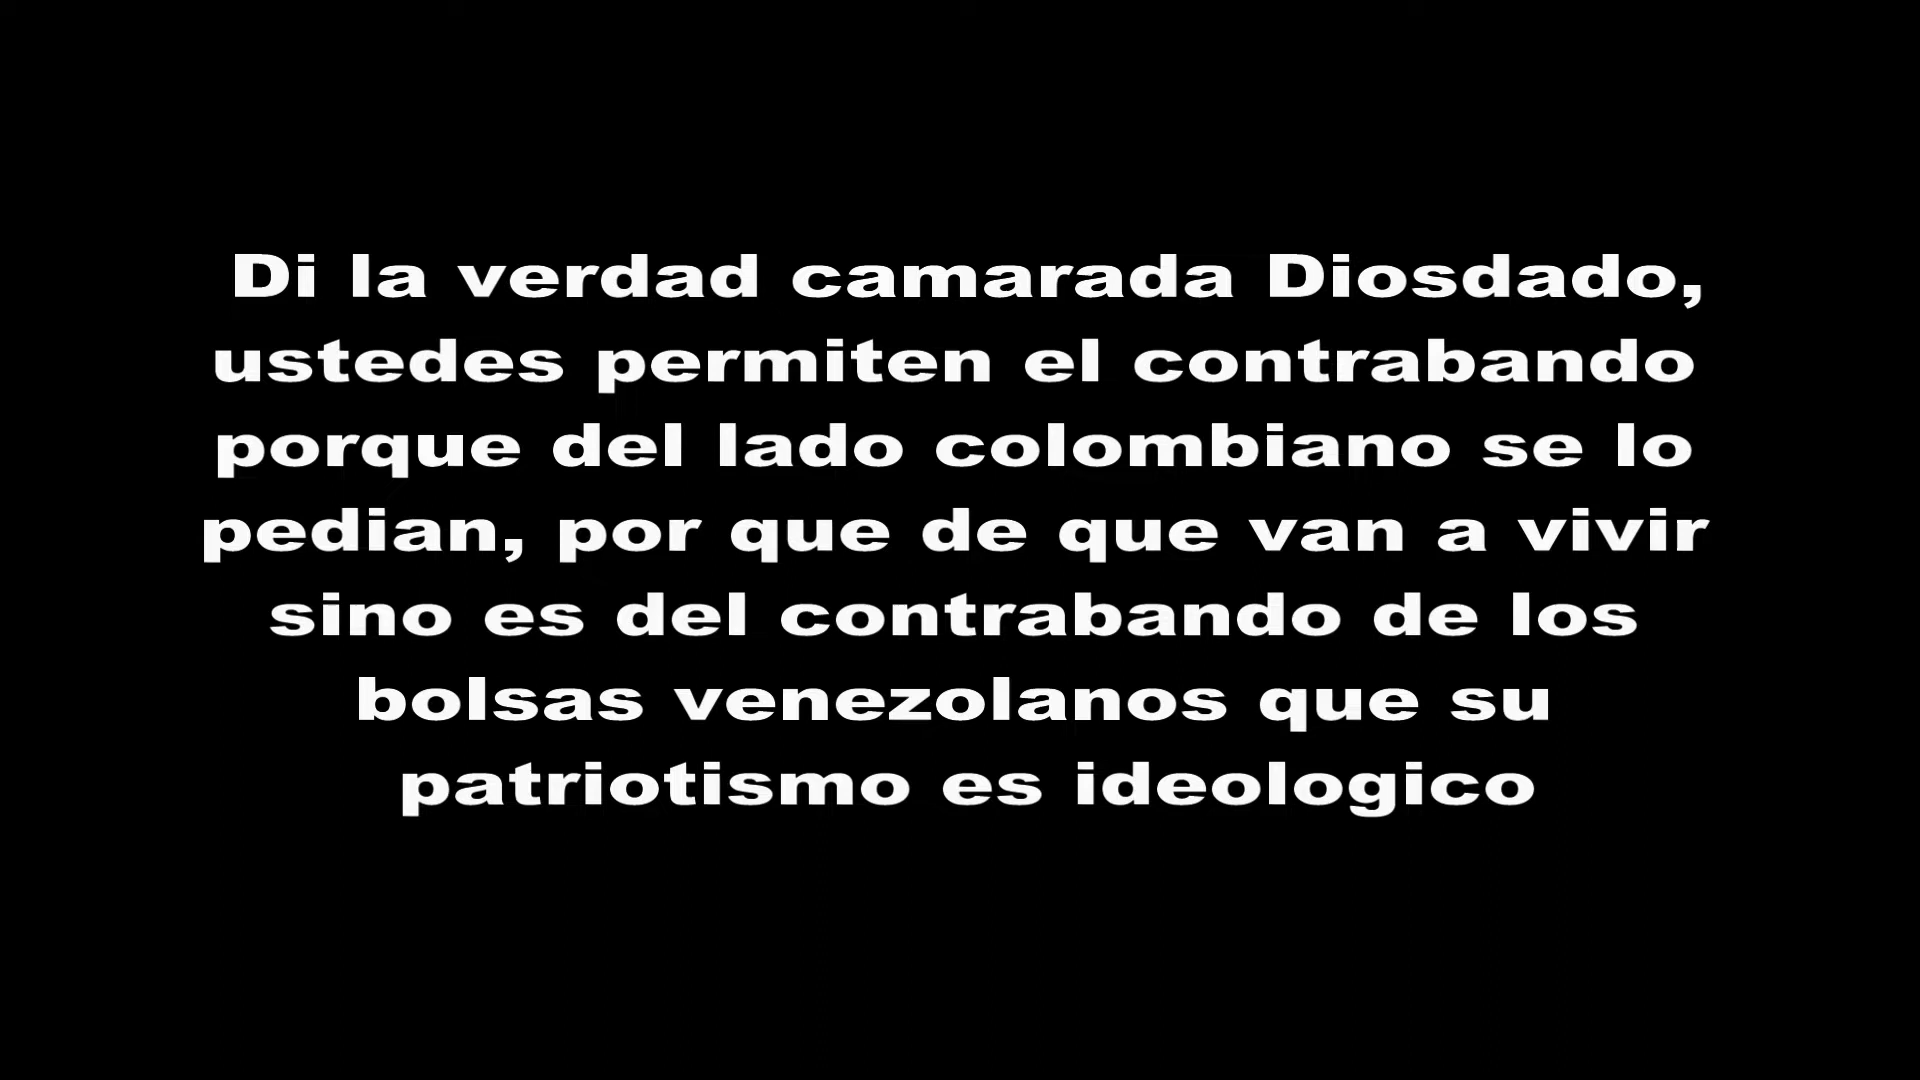 Di la verdad camarada Diosdado,
ustedes permiten el contrabando
porque del lado colombiano se lo
pedian, por que de que van a vivir
sino es del contrabando de los
bolsas venezolanos que su
patriotismo es ideologico